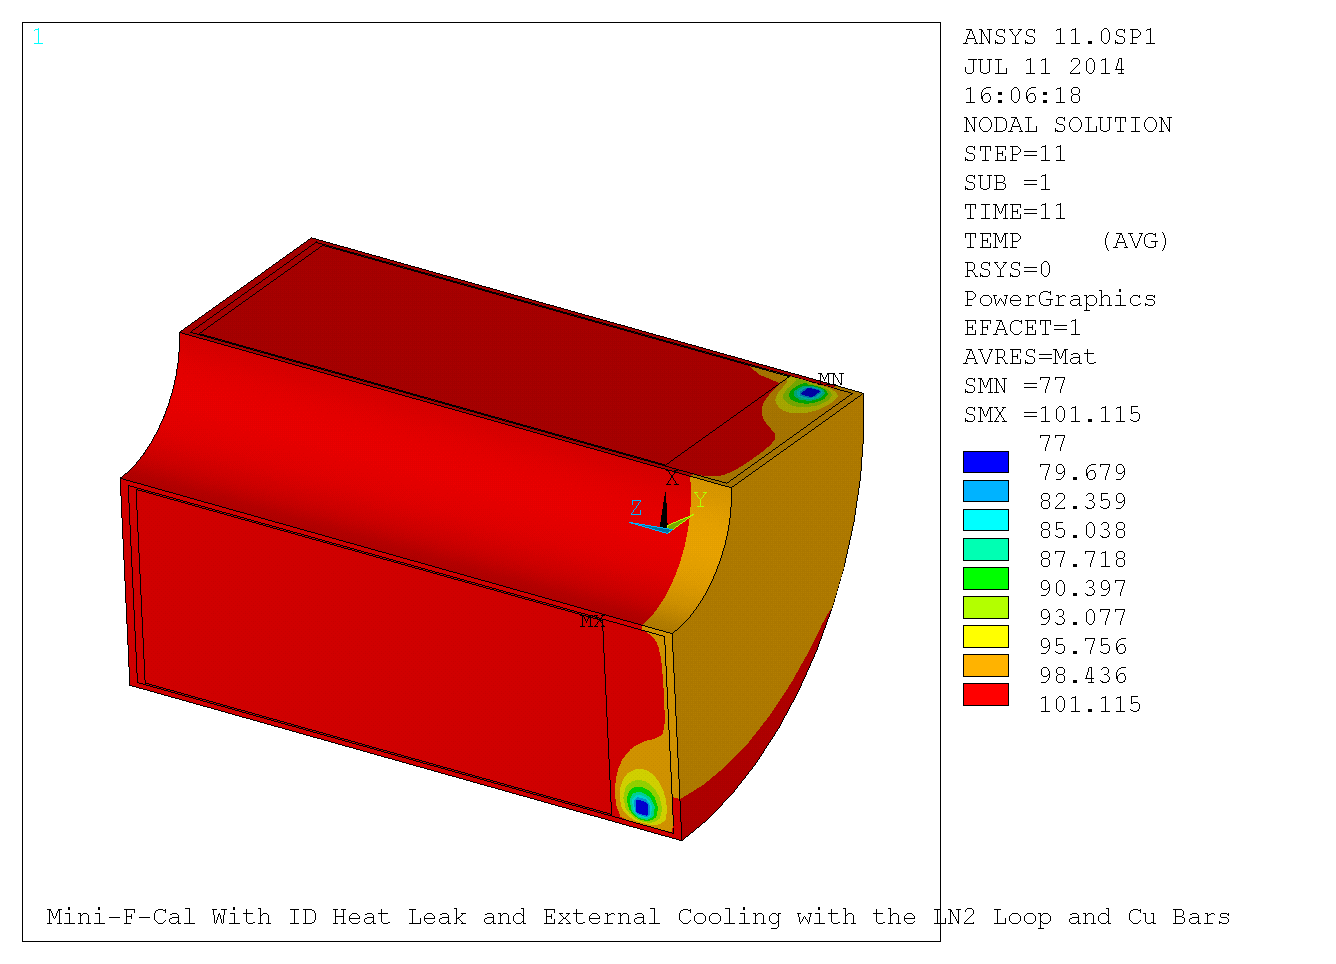 1
ANSYS 11.0SP1
JUL 11 2014
16:06:18
NODAL SOLUTION
STEP=11
SUB =1
TIME=11
TEMP (AVG)
RSYS=0
PowerGraphics
EFACET=1
AVRES=Mat
SMN =77
SMX =101.115
77
79.679
82.359
85.038
87.718
90.397
93.077
95.756
98.436
101.115
MN
X
Y
Z
MX
Mini-F-Cal With ID Heat Leak and External Cooling with the LN2 Loop and Cu Bars